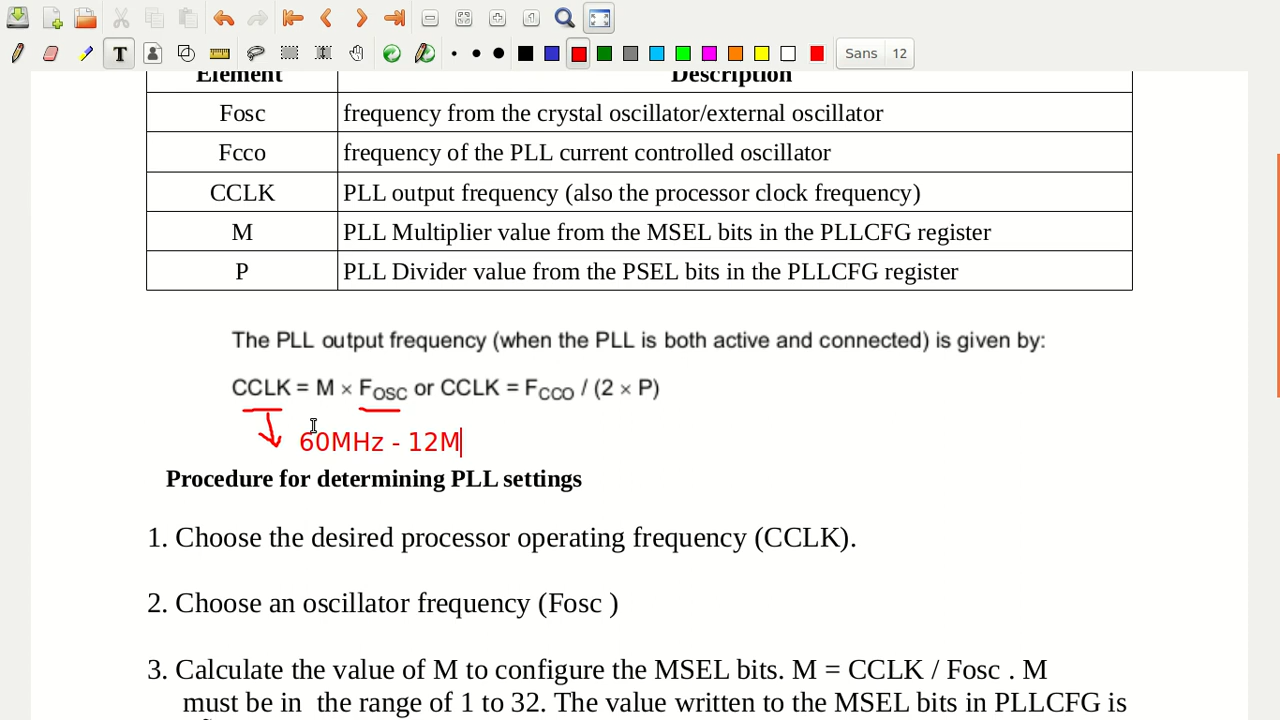 T
Sans 12
Element Description
Fosc frequency from the crystal oscillator/external oscillator
Fcco frequency of the PLL current controlled oscillator
CCLK PLL output frequency (also the processor clock frequency)
M PLL Multiplier value from the MSEL bits in the PLLCFG register
P PLL Divider value from the PSEL bits in the PLLCFG register
The PLL output frequency (when the PLL is both active and connected) is given by:
CCLK = M × FOSC or CCLK = FCCO / (2 × P)
60MHz - 12M
Procedure for determining PLL settings
1. Choose the desired processor operating frequency (CCLK).
2. Choose an oscillator frequency (Fosc )
3. Calculate the value of M to configure the MSEL bits. M = CCLK / Fosc . M
must be in the range of 1 to 32. The value written to the MSEL bits in PLLCFG is